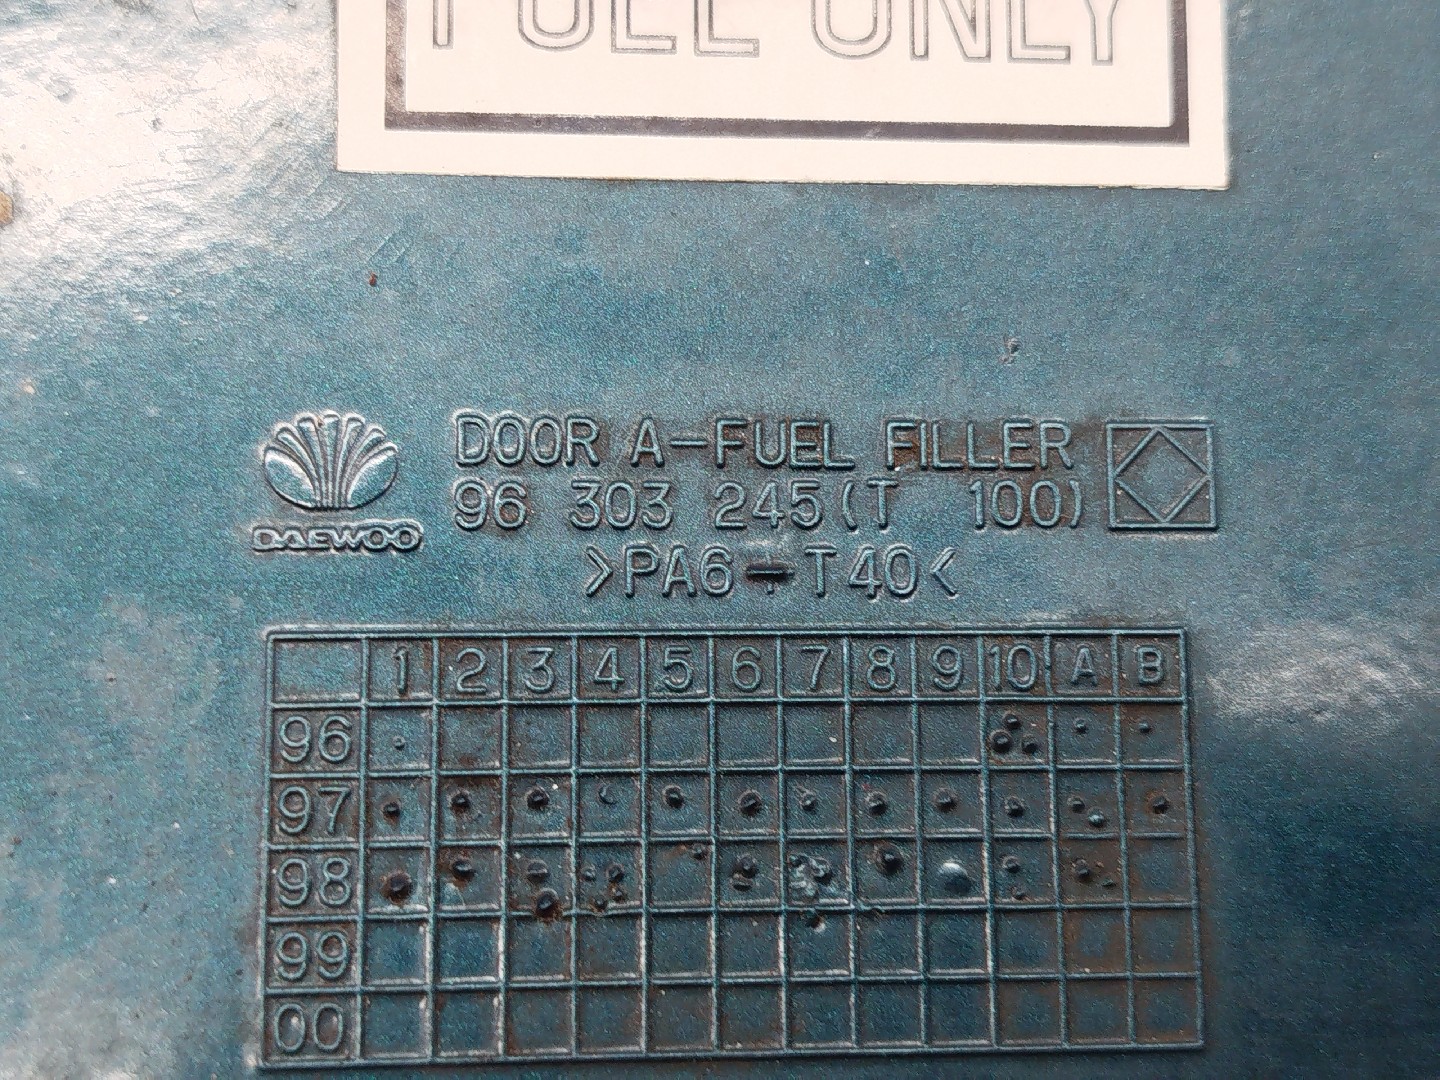 FUEL ONLY
DOOR A-FUEL FILLER
96 303 245(T 100)
DAEWOO
>PA6-T40<
1 2 3 4 5 6 7 8 9 10 A B
96
97
98
99
00